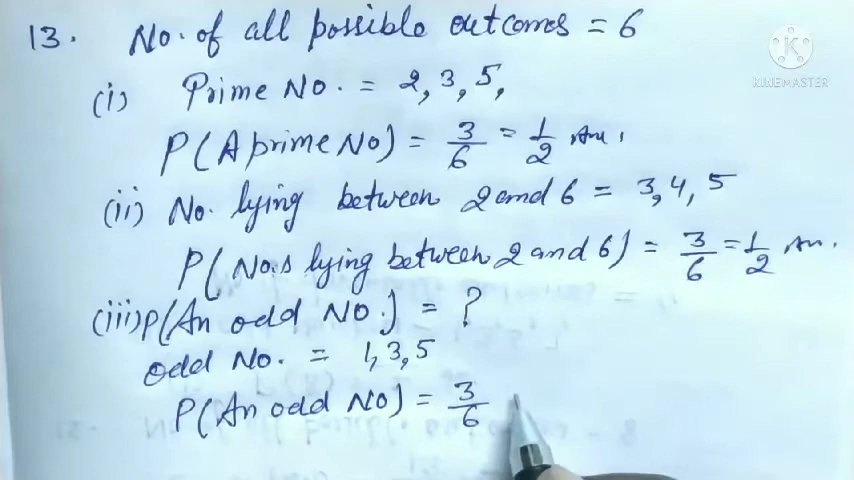 13. No. of all possible outcomes = 6
KINEMASTER
(i) Prime No. = 2, 3, 5,
P(A prime No) = 3/6 = 1/2 An.
(ii) No. lying between 2 and 6 = 3, 4, 5
P(No.s lying between 2 and 6) = 3/6 = 1/2 An.
(iii) P(An odd No.) = ?
odd No. = 1, 3, 5
P(An odd No) = 3/6